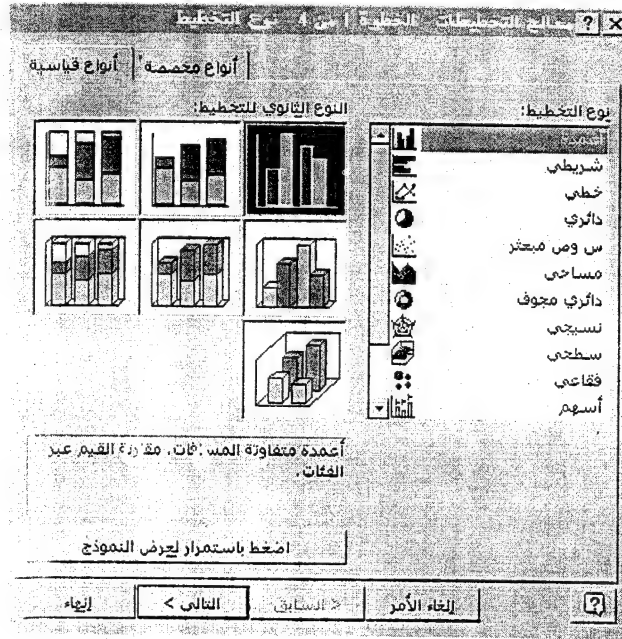 معالج التخطيطات - الخطوة 1 من 4 - نوع التخطيط
أنواع قياسية
أنواع مخصصة
نوع التخطيط:
أعمدة
شريطي
خطي
دائري
س وص مبعثر
مساحي
دائري مجوف
نسيجي
سطحي
فقاعي
أسهم
النوع الثانوي للتخطيط:
أعمدة متفاوتة المسافات، مقارنة القيم عبر
الفئات.
اضغط باستمرار لعرض النموذج
إلغاء الأمر
< السابق
التالي >
إنهاء